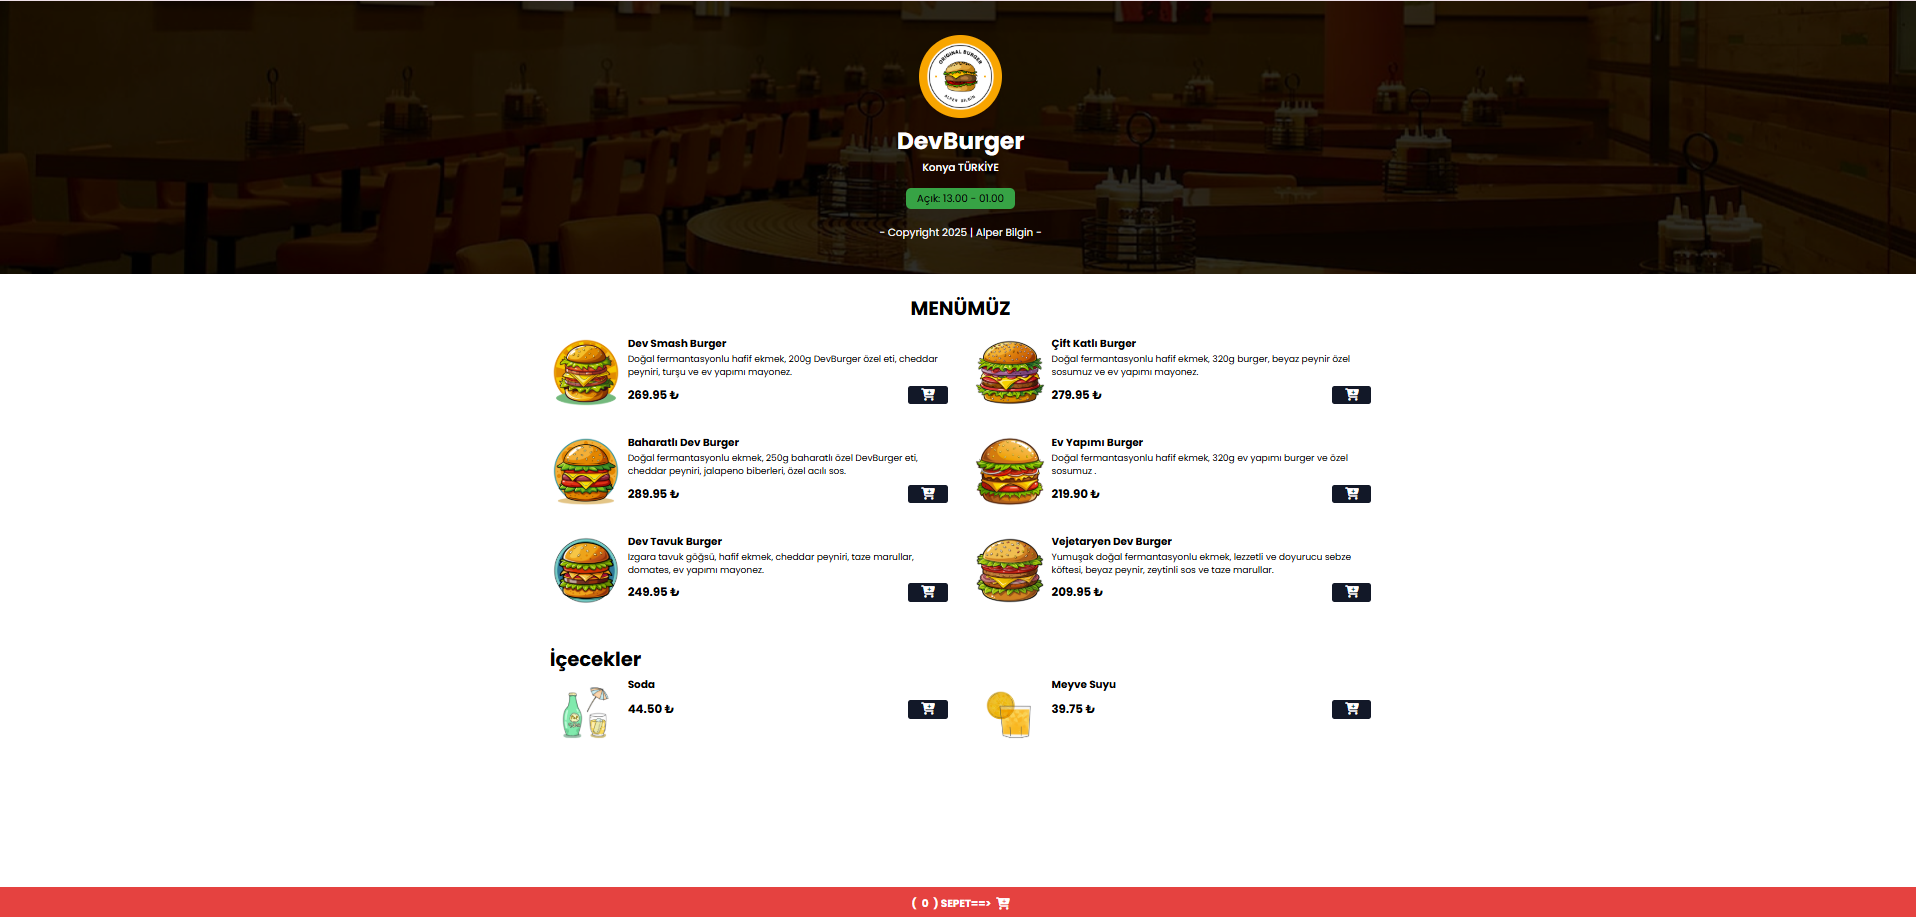 ORIGINAL BURGER
ALPER BILGIN
DevBurger
Konya TÜRKİYE
Açık: 13.00 - 01.00
- Copyright 2025 | Alper Bilgin -
MENÜMÜZ
Dev Smash Burger
Doğal fermantasyonlu hafif ekmek, 200g DevBurger özel eti, cheddar
peyniri, turşu ve ev yapımı mayonez.
269.95 ₺
Çift Katlı Burger
Doğal fermantasyonlu hafif ekmek, 320g burger, beyaz peynir özel
sosumuz ve ev yapımı mayonez.
279.95 ₺
Baharatlı Dev Burger
Doğal fermantasyonlu ekmek, 250g baharatlı özel DevBurger eti,
cheddar peyniri, jalapeno biberleri, özel acılı sos.
289.95 ₺
Ev Yapımı Burger
Doğal fermantasyonlu hafif ekmek, 320g ev yapımı burger ve özel
sosumuz .
219.90 ₺
Dev Tavuk Burger
Izgara tavuk göğsü, hafif ekmek, cheddar peyniri, taze marullar,
domates, ev yapımı mayonez.
249.95 ₺
Vejetaryen Dev Burger
Yumuşak doğal fermantasyonlu ekmek, lezzetli ve doyurucu sebze
köftesi, beyaz peynir, zeytinli sos ve taze marullar.
209.95 ₺
İçecekler
Soda
44.50 ₺
Meyve Suyu
39.75 ₺
( 0 ) SEPET==>